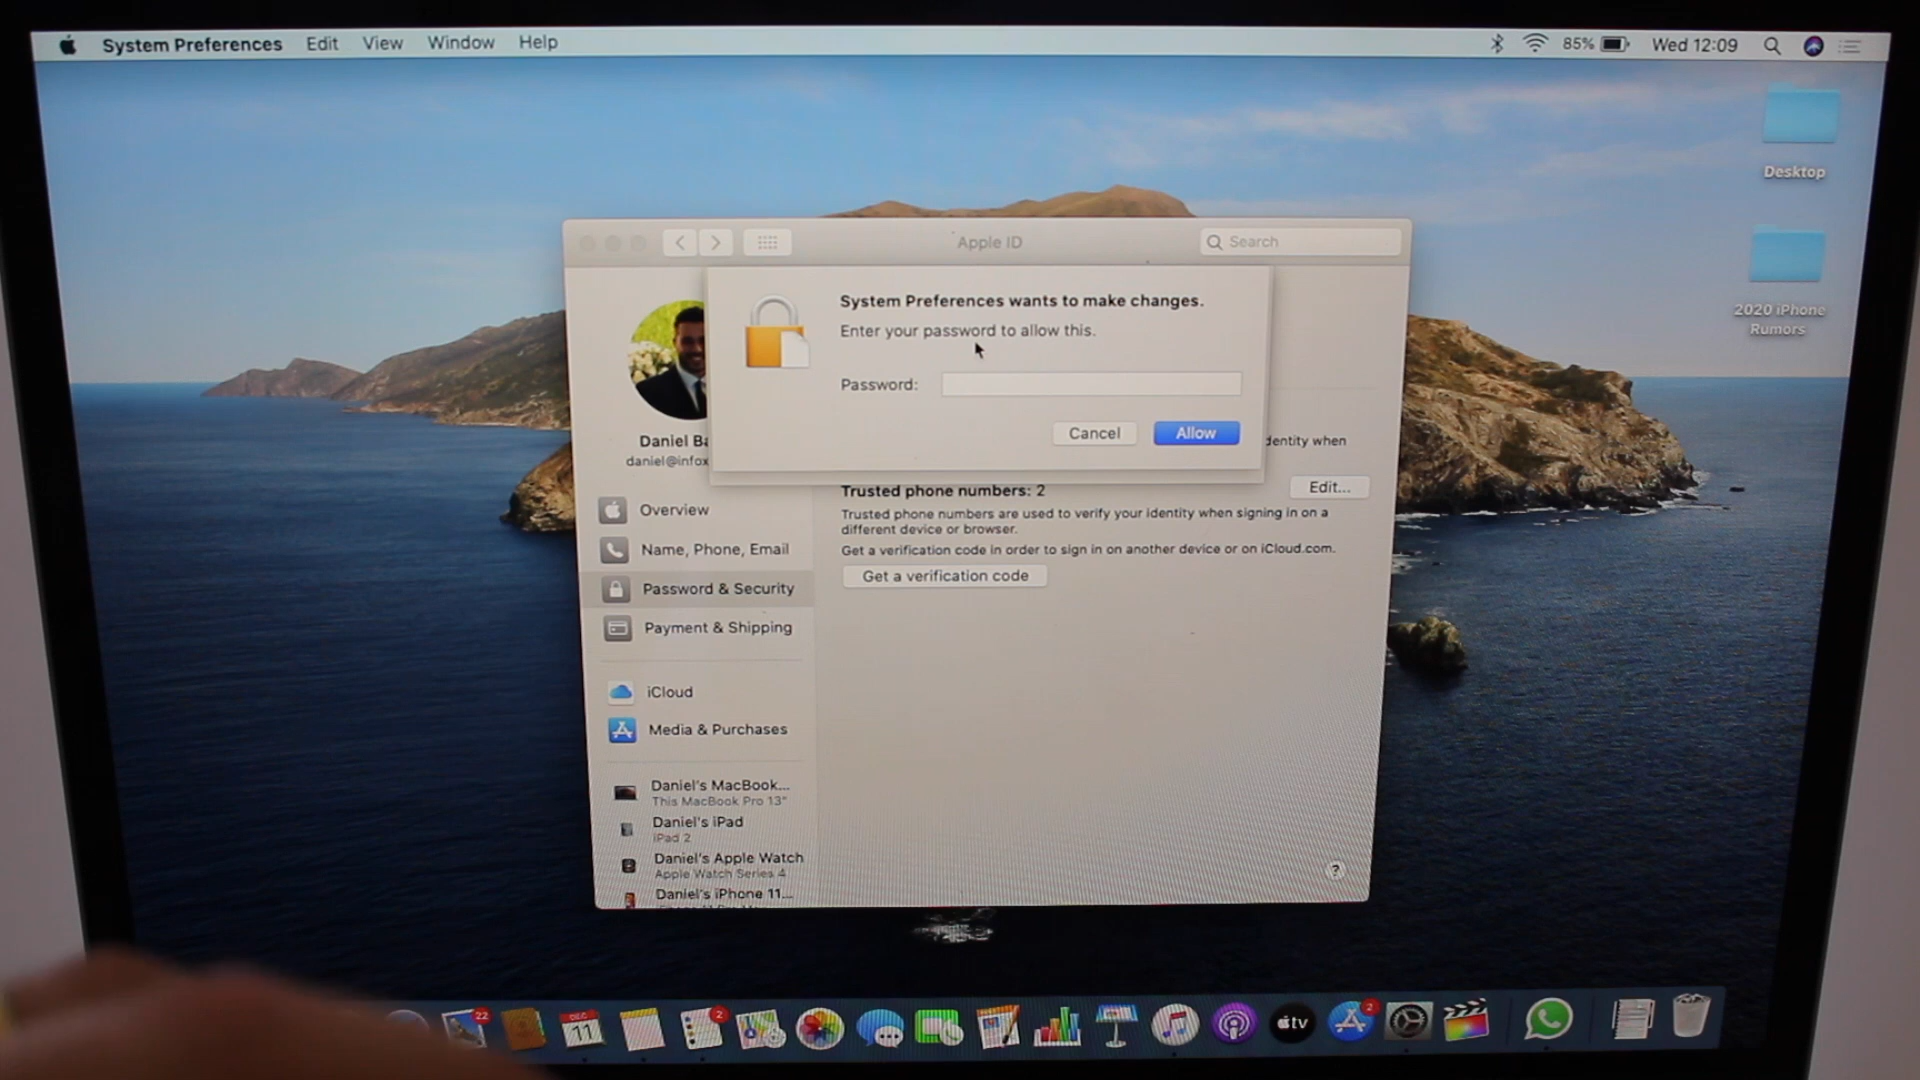 System Preferences Edit View Window Help
85% Wed 12:09
Desktop
2020 iPhone
Rumors
Apple ID
Search
System Preferences wants to make changes.
Enter your password to allow this.
Password:
Cancel
Allow
Daniel
daniel@infox
dentity when
Trusted phone numbers: 2
Edit...
Trusted phone numbers are used to verify your identity when signing in on a
different device or browser.
Get a verification code in order to sign in on another device or on iCloud.com.
Get a verification code
Overview
Name, Phone, Email
Password & Security
Payment & Shipping
iCloud
Media & Purchases
Daniel's MacBook...
This MacBook Pro 13"
Daniel's iPad
iPad 2
Daniel's Apple Watch
Apple Watch Series 4
Daniel's iPhone 11...
?
22
DEC
11
2
tv
2